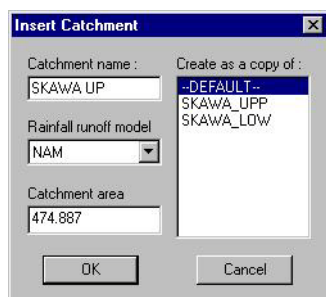 Insert Catchment
Catchment name :
SKAWA UP
Rainfall runoff model
NAM
Catchment area
474.887
Create as a copy of :
--DEFAULT--
SKAWA_UPP
SKAWA_LOW
OK
Cancel